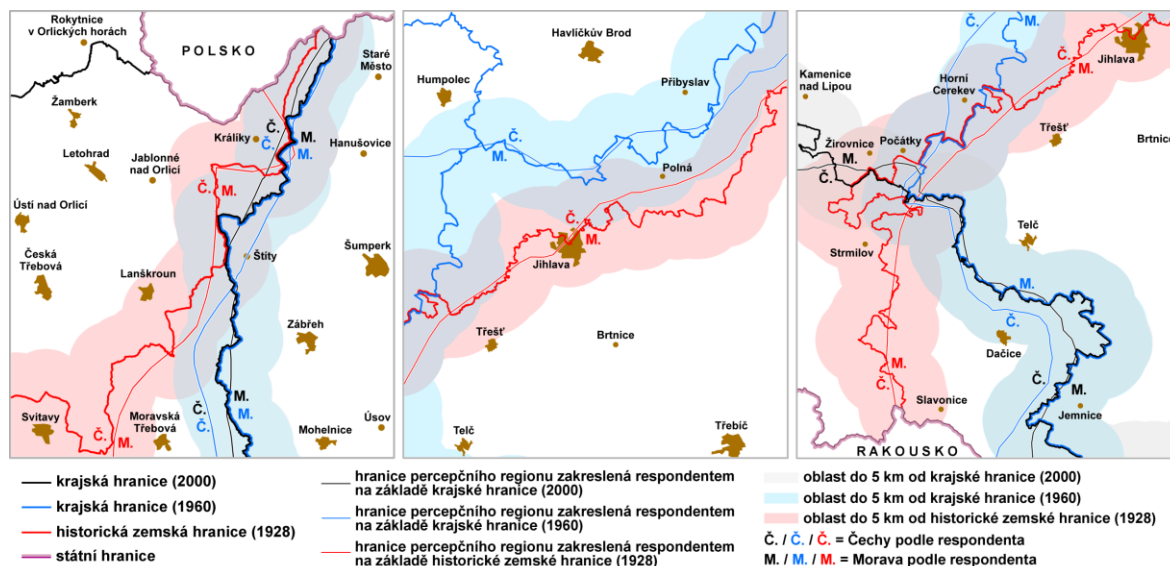 Rokytnice
v Orlických horách
POLSKO
Staré
Město
Žamberk
Č.
M.
Králíky
Č.
M.
Hanušovice
Letohrad
Jablonné
nad Orlicí
Č.
M.
Ústí nad Orlicí
Štíty
Šumperk
Česká
Třebová
Lanškroun
Zábřeh
Č.
M.
Č.
M.
Svitavy
Moravská
Třebová
Č.
M.
Mohelnice
Úsov
Havlíčkův Brod
Humpolec
Přibyslav
Č.
M.
Polná
Č.
M.
Jihlava
Třešť
Brtnice
Telč
Třebíč
Č.
M.
Č.
M.
Jihlava
Kamenice
nad Lipou
Horní
Cerekev
Třešť
Brtnice
Žirovnice
Počátky
M.
Č.
Telč
Strmilov
M.
Č.
Dačice
M.
Č.
Č.
M.
Slavonice
Jemnice
RAKOUSKO
krajská hranice (2000)
krajská hranice (1960)
historická zemská hranice (1928)
státní hranice
hranice percepčního regionu zakreslená respondentem
na základě krajské hranice (2000)
hranice percepčního regionu zakreslená respondentem
na základě krajské hranice (1960)
hranice percepčního regionu zakreslená respondentem
na základě historické zemské hranice (1928)
oblast do 5 km od krajské hranice (2000)
oblast do 5 km od krajské hranice (1960)
oblast do 5 km od historické zemské hranice (1928)
Č. / Č. / Č. = Čechy podle respondenta
M. / M. / M. = Morava podle respondenta